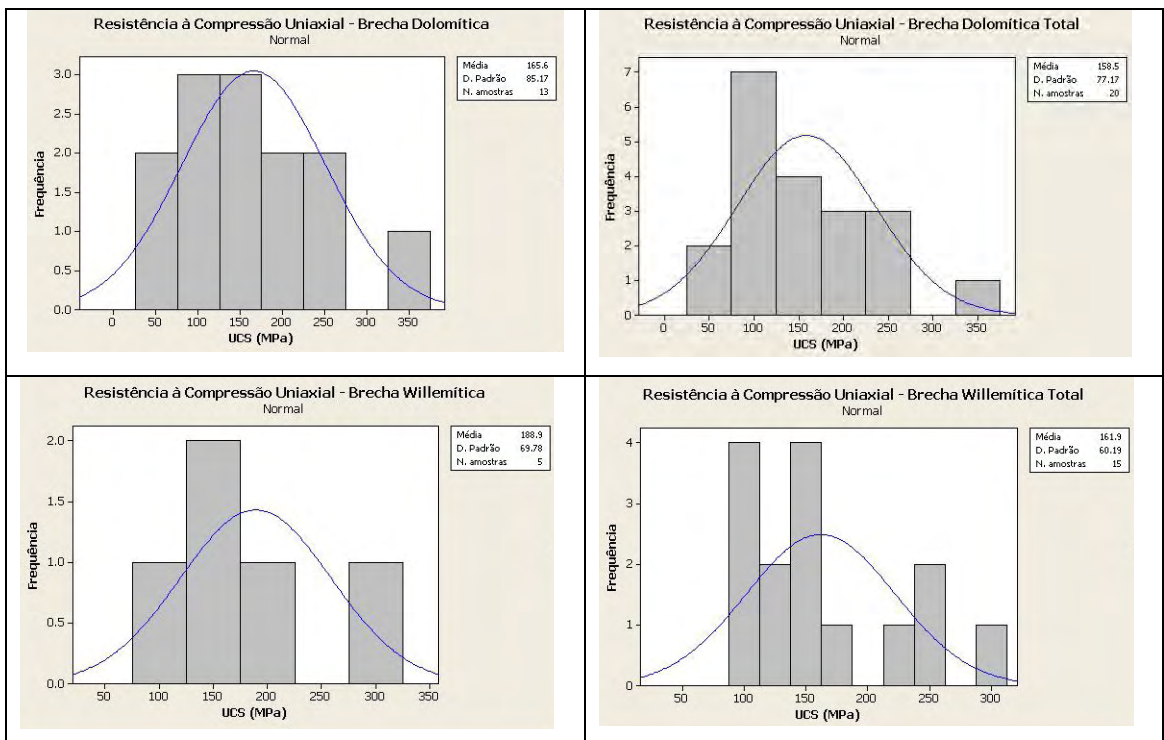 Resistência à Compressão Uniaxial - Brecha Dolomítica
Normal
Média 165.6
D. Padrão 85.17
N. amostras 13
Frequência
3.0
2.5
2.0
1.5
1.0
0.5
0.0
0 50 100 150 200 250 300 350
UCS (MPa)
Resistência à Compressão Uniaxial - Brecha Dolomítica Total
Normal
Média 158.5
D. Padrão 77.17
N. amostras 20
Frequência
7
6
5
4
3
2
1
0
0 50 100 150 200 250 300 350
UCS (MPa)
Resistência à Compressão Uniaxial - Brecha Willemítica
Normal
Média 188.9
D. Padrão 69.78
N. amostras 5
Frequência
2.0
1.5
1.0
0.5
0.0
50 100 150 200 250 300 350
UCS (MPa)
Resistência à Compressão Uniaxial - Brecha Willemítica Total
Normal
Média 161.9
D. Padrão 60.19
N. amostras 15
Frequência
4
3
2
1
0
50 100 150 200 250 300
UCS (MPa)